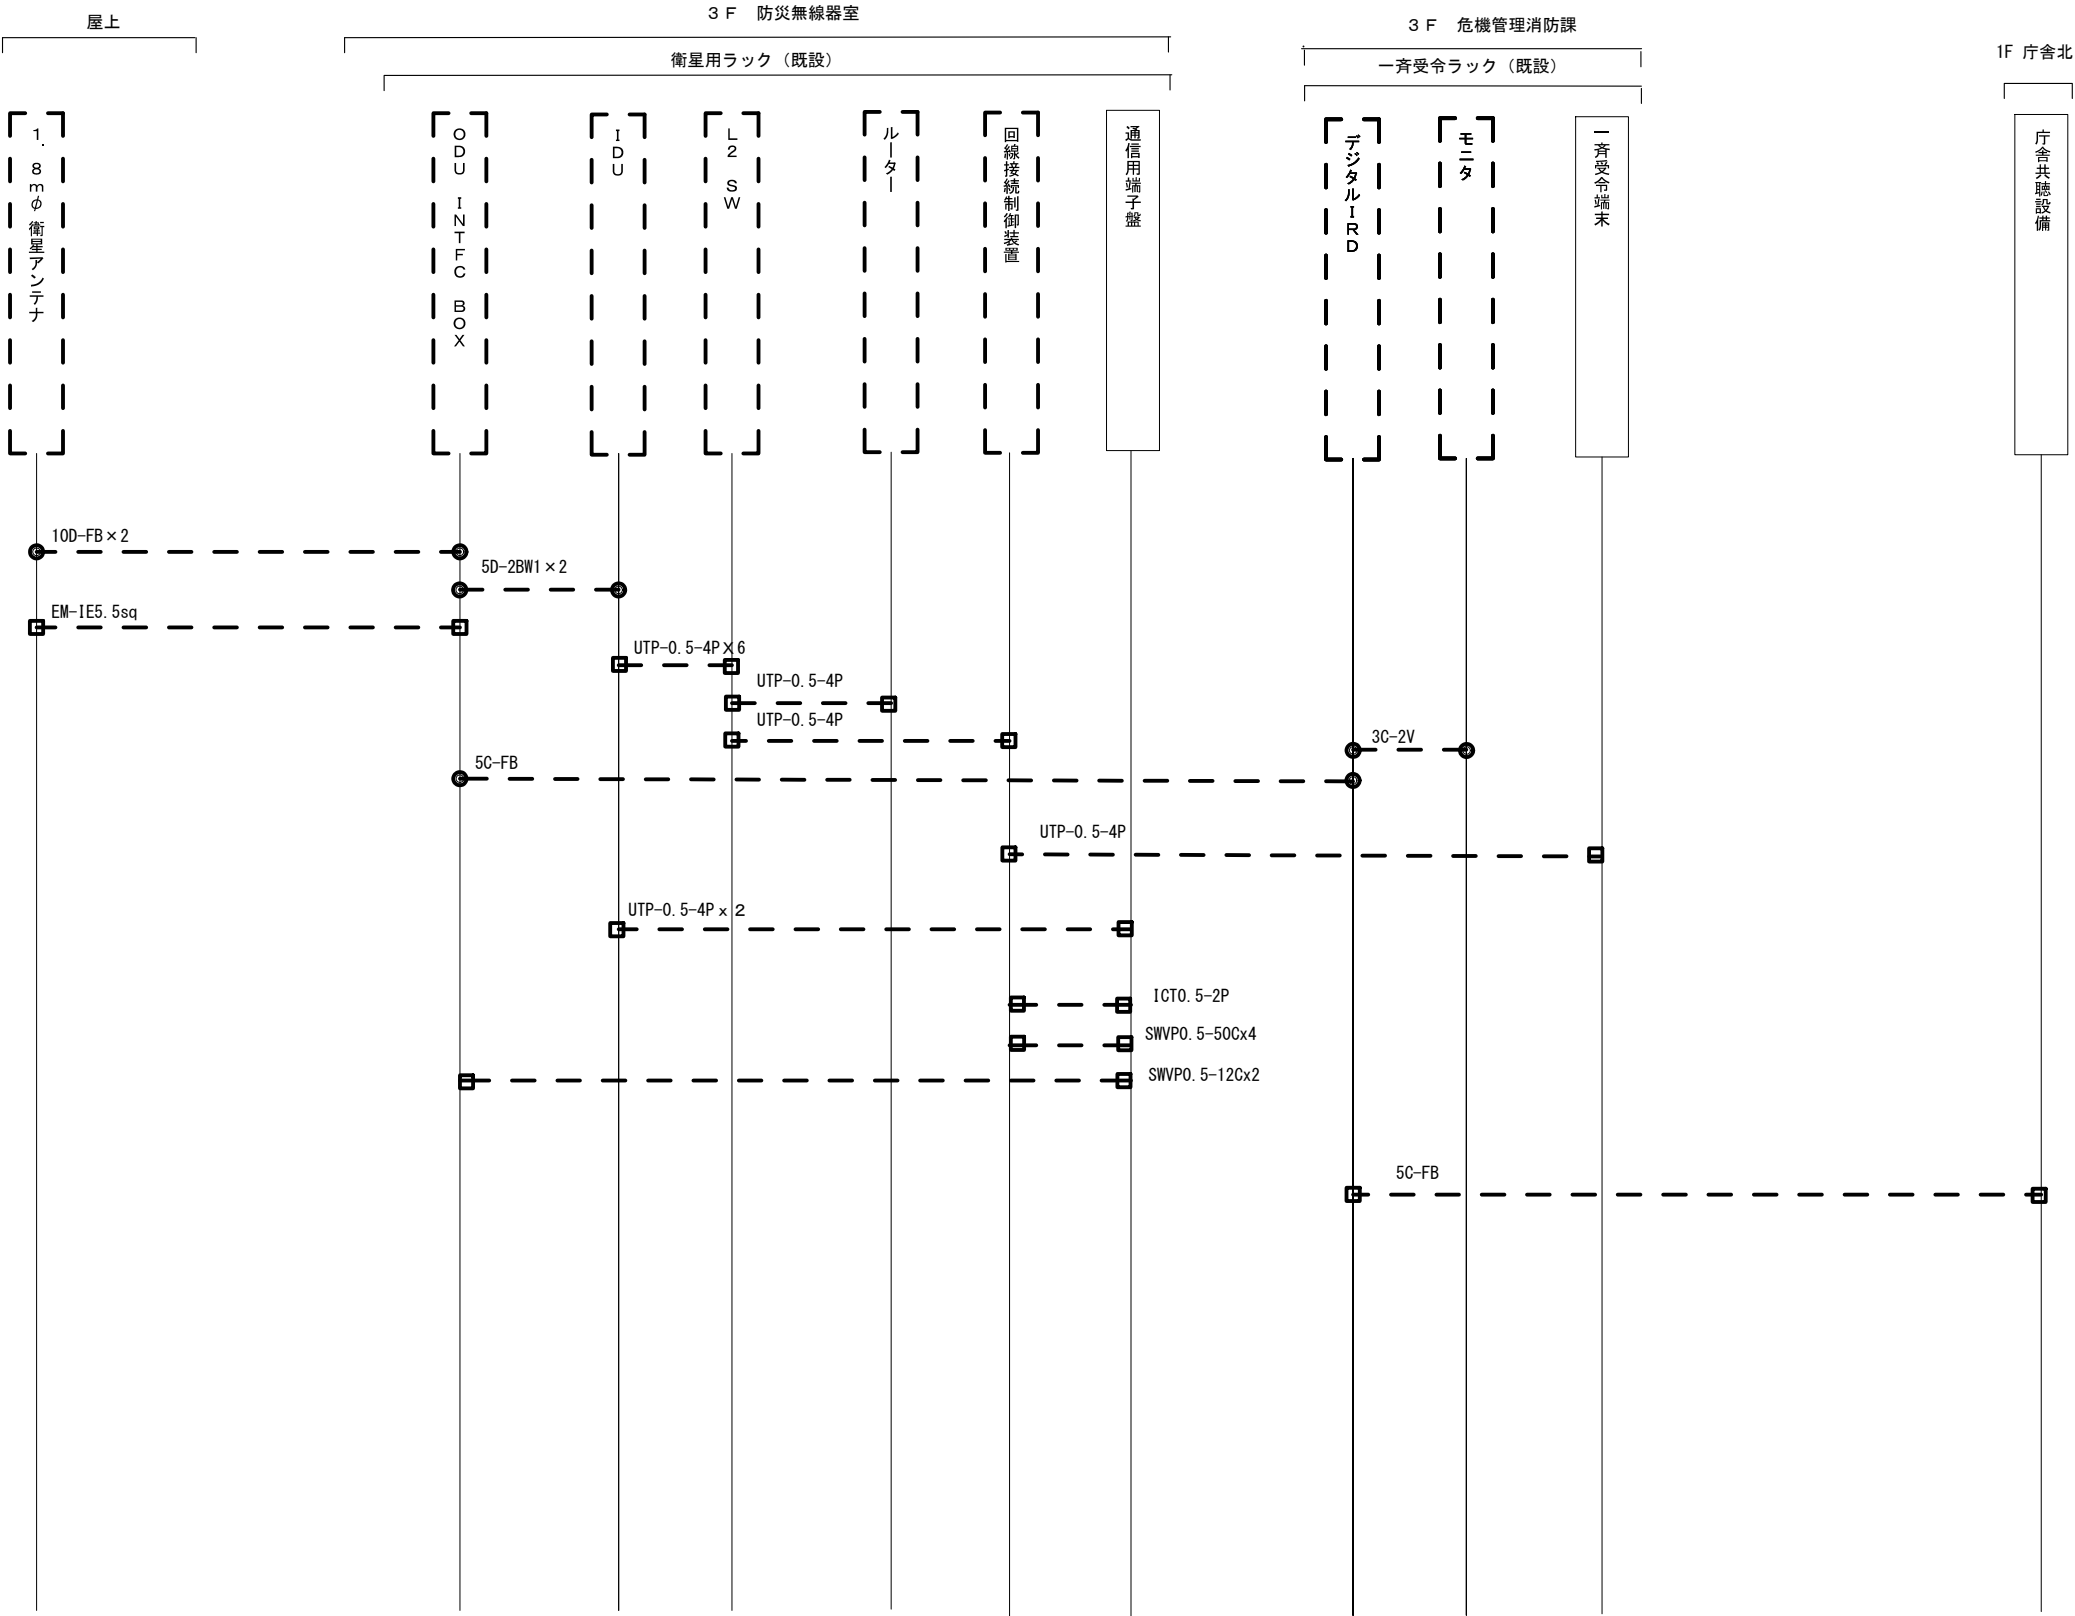 屋上
３Ｆ　防災無線器室
３Ｆ　危機管理消防課
1F 庁舎北
衛星用ラック（既設）
一斉受令ラック（既設）
１．８ｍφ 衛星アンテナ
ＯＤＵ ＩＮＴＦＣ ＢＯＸ
ＩＤＵ
Ｌ２ ＳＷ
ルーター
回線接続制御装置
通信用端子盤
デジタルＩＲＤ
モニタ
一斉受令端末
庁舎共聴設備
10D-FB×2
5D-2BW1×2
EM-IE5.5sq
UTP-0.5-4P×6
UTP-0.5-4P
UTP-0.5-4P
3C-2V
5C-FB
UTP-0.5-4P
UTP-0.5-4Pｘ2
ICT0.5-2P
SWVP0.5-50Cx4
SWVP0.5-12Cx2
5C-FB